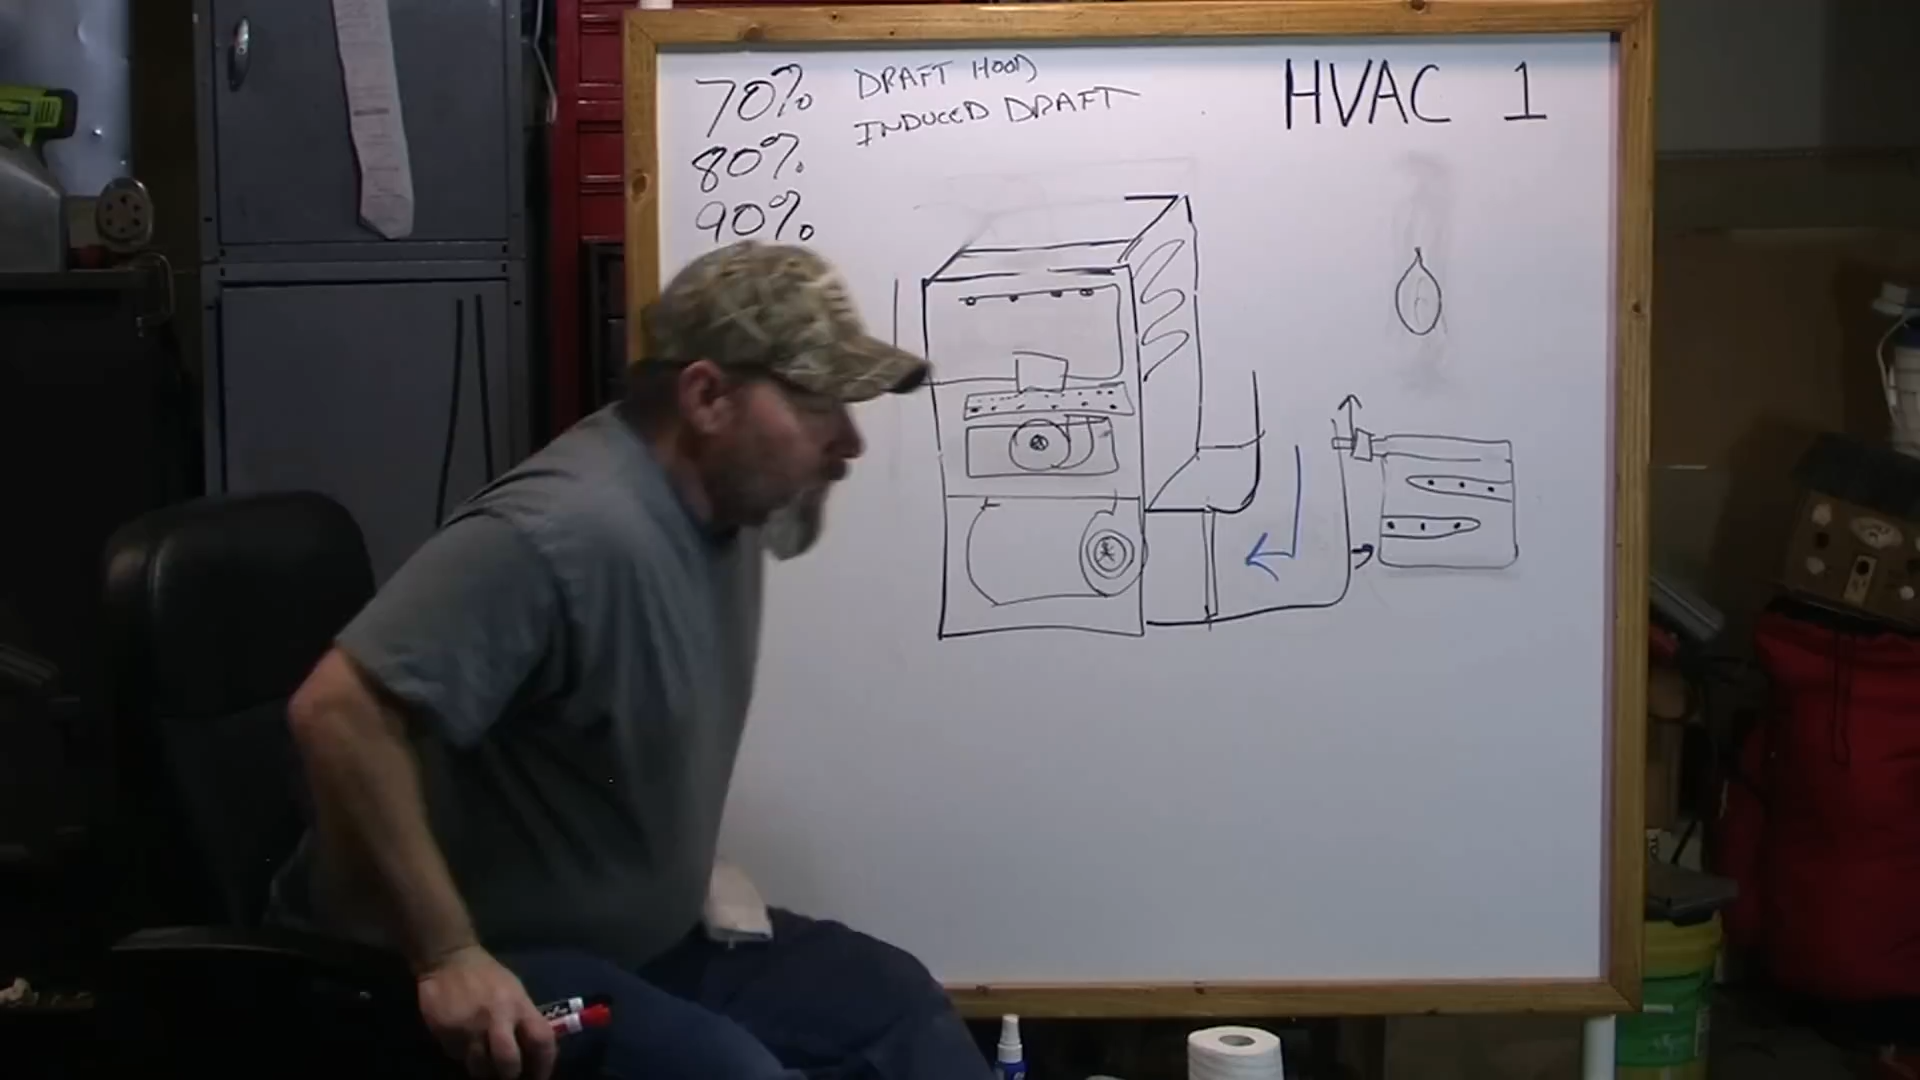 70% DRAFT HOOD
INDUCED DRAFT
80%
90%
HVAC 1